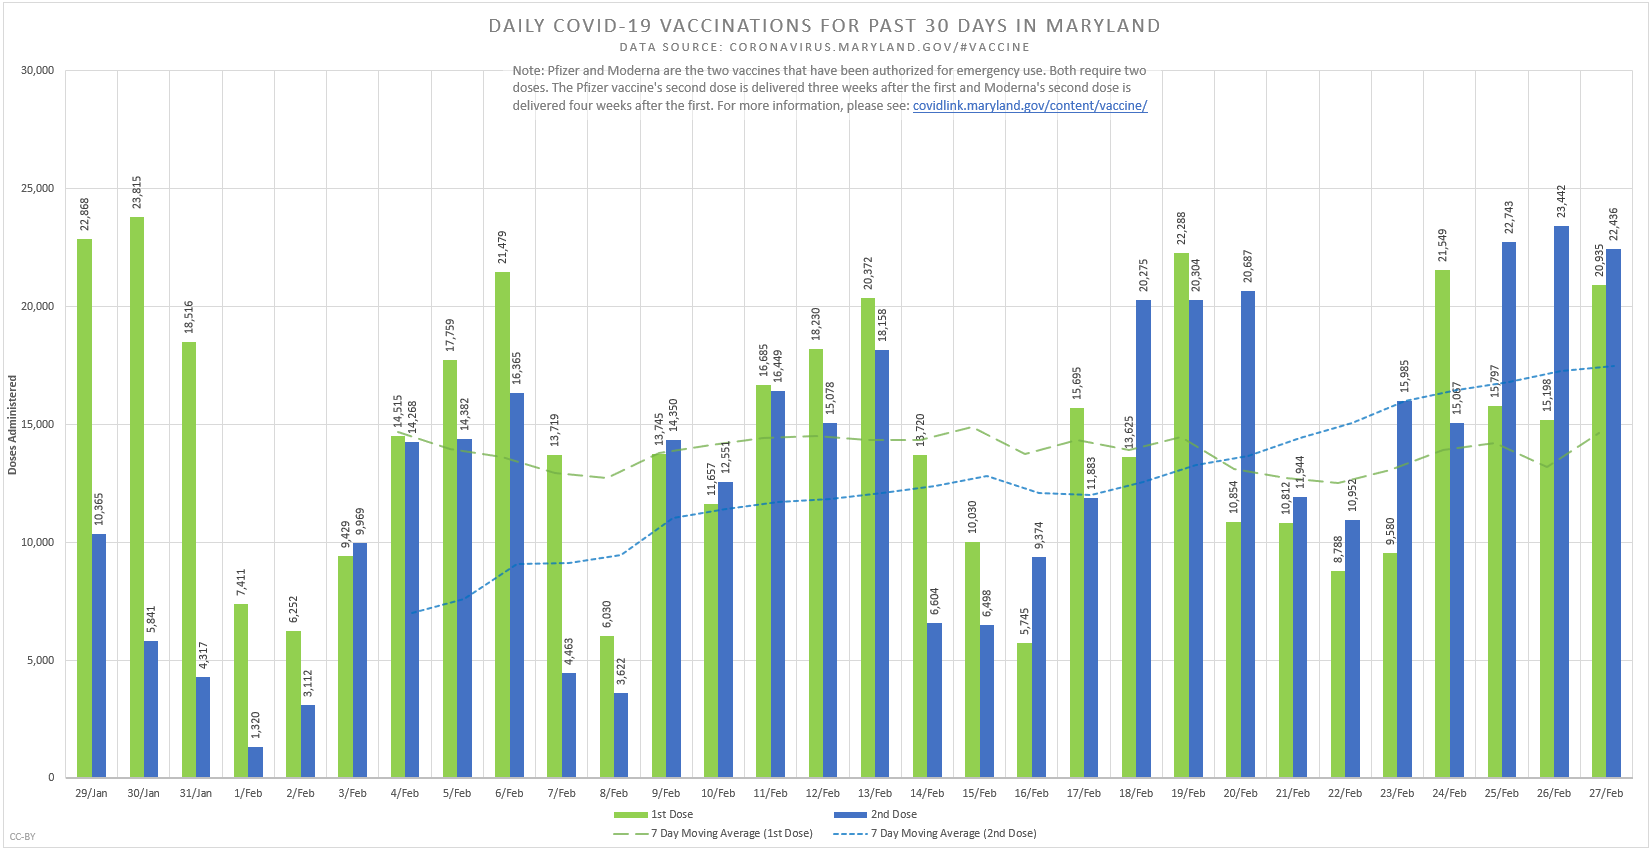 DAILY COVID-19 VACCINATIONS FOR PAST 30 DAYS IN MARYLAND
DATA SOURCE: CORONAVIRUS.MARYLAND.GOV/#VACCINE
Note: Pfizer and Moderna are the two vaccines that have been authorized for emergency use. Both require two
doses. The Pfizer vaccine's second dose is delivered three weeks after the first and Moderna's second dose is
delivered four weeks after the first. For more information, please see: covidlink.maryland.gov/content/vaccine/
Doses Administered
30,000
25,000
20,000
15,000
10,000
5,000
0
22,868
10,365
23,815
5,841
18,516
4,317
7,411
1,320
6,252
3,112
9,429
9,969
14,515
14,268
17,759
14,382
21,479
16,365
13,719
4,463
6,030
3,622
13,745
14,350
11,657
12,551
16,685
16,449
18,230
15,078
20,372
18,158
13,720
6,604
10,030
6,498
5,745
9,374
15,695
11,883
13,625
20,275
22,288
20,304
10,854
20,687
10,812
11,944
8,788
10,952
9,580
15,985
21,549
15,067
15,797
22,743
15,198
23,442
20,935
22,436
29/Jan
30/Jan
31/Jan
1/Feb
2/Feb
3/Feb
4/Feb
5/Feb
6/Feb
7/Feb
8/Feb
9/Feb
10/Feb
11/Feb
12/Feb
13/Feb
14/Feb
15/Feb
16/Feb
17/Feb
18/Feb
19/Feb
20/Feb
21/Feb
22/Feb
23/Feb
24/Feb
25/Feb
26/Feb
27/Feb
1st Dose
2nd Dose
7 Day Moving Average (1st Dose)
7 Day Moving Average (2nd Dose)
CC-BY